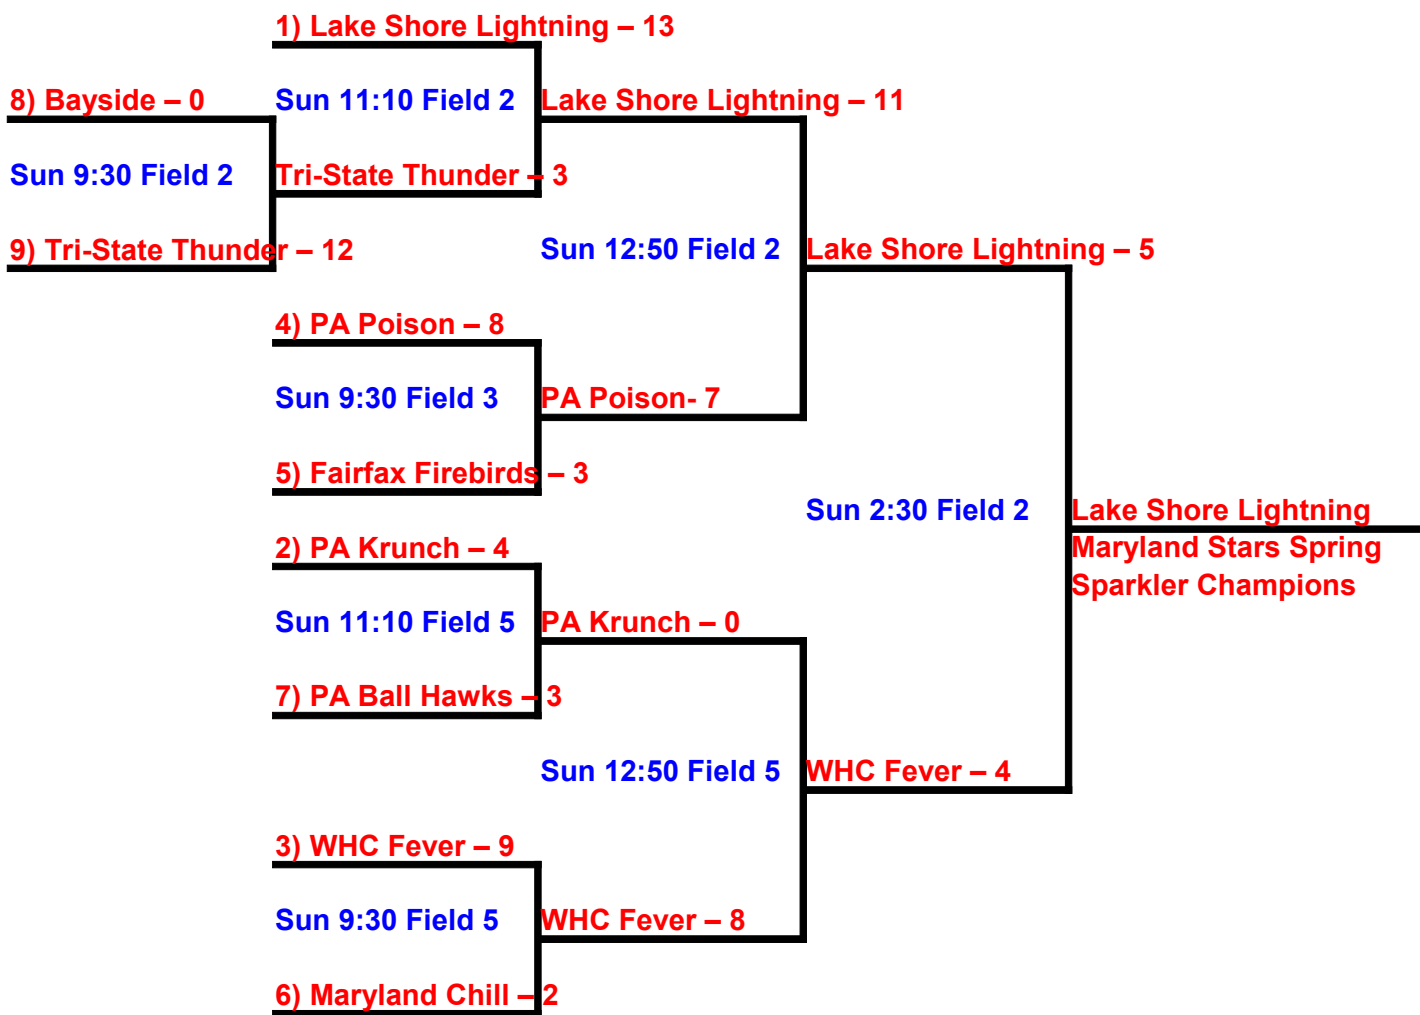 1) Lake Shore Lightning – 13
8) Bayside – 0
Sun 11:10 Field 2
Lake Shore Lightning – 11
Sun 9:30 Field 2
Tri-State Thunder – 3
9) Tri-State Thunder – 12
Sun 12:50 Field 2
Lake Shore Lightning – 5
4) PA Poison – 8
Sun 9:30 Field 3
PA Poison- 7
5) Fairfax Firebirds – 3
Sun 2:30 Field 2
Lake Shore Lightning
Maryland Stars Spring
Sparkler Champions
2) PA Krunch – 4
Sun 11:10 Field 5
PA Krunch – 0
7) PA Ball Hawks – 3
Sun 12:50 Field 5
WHC Fever – 4
3) WHC Fever – 9
Sun 9:30 Field 5
WHC Fever – 8
6) Maryland Chill – 2